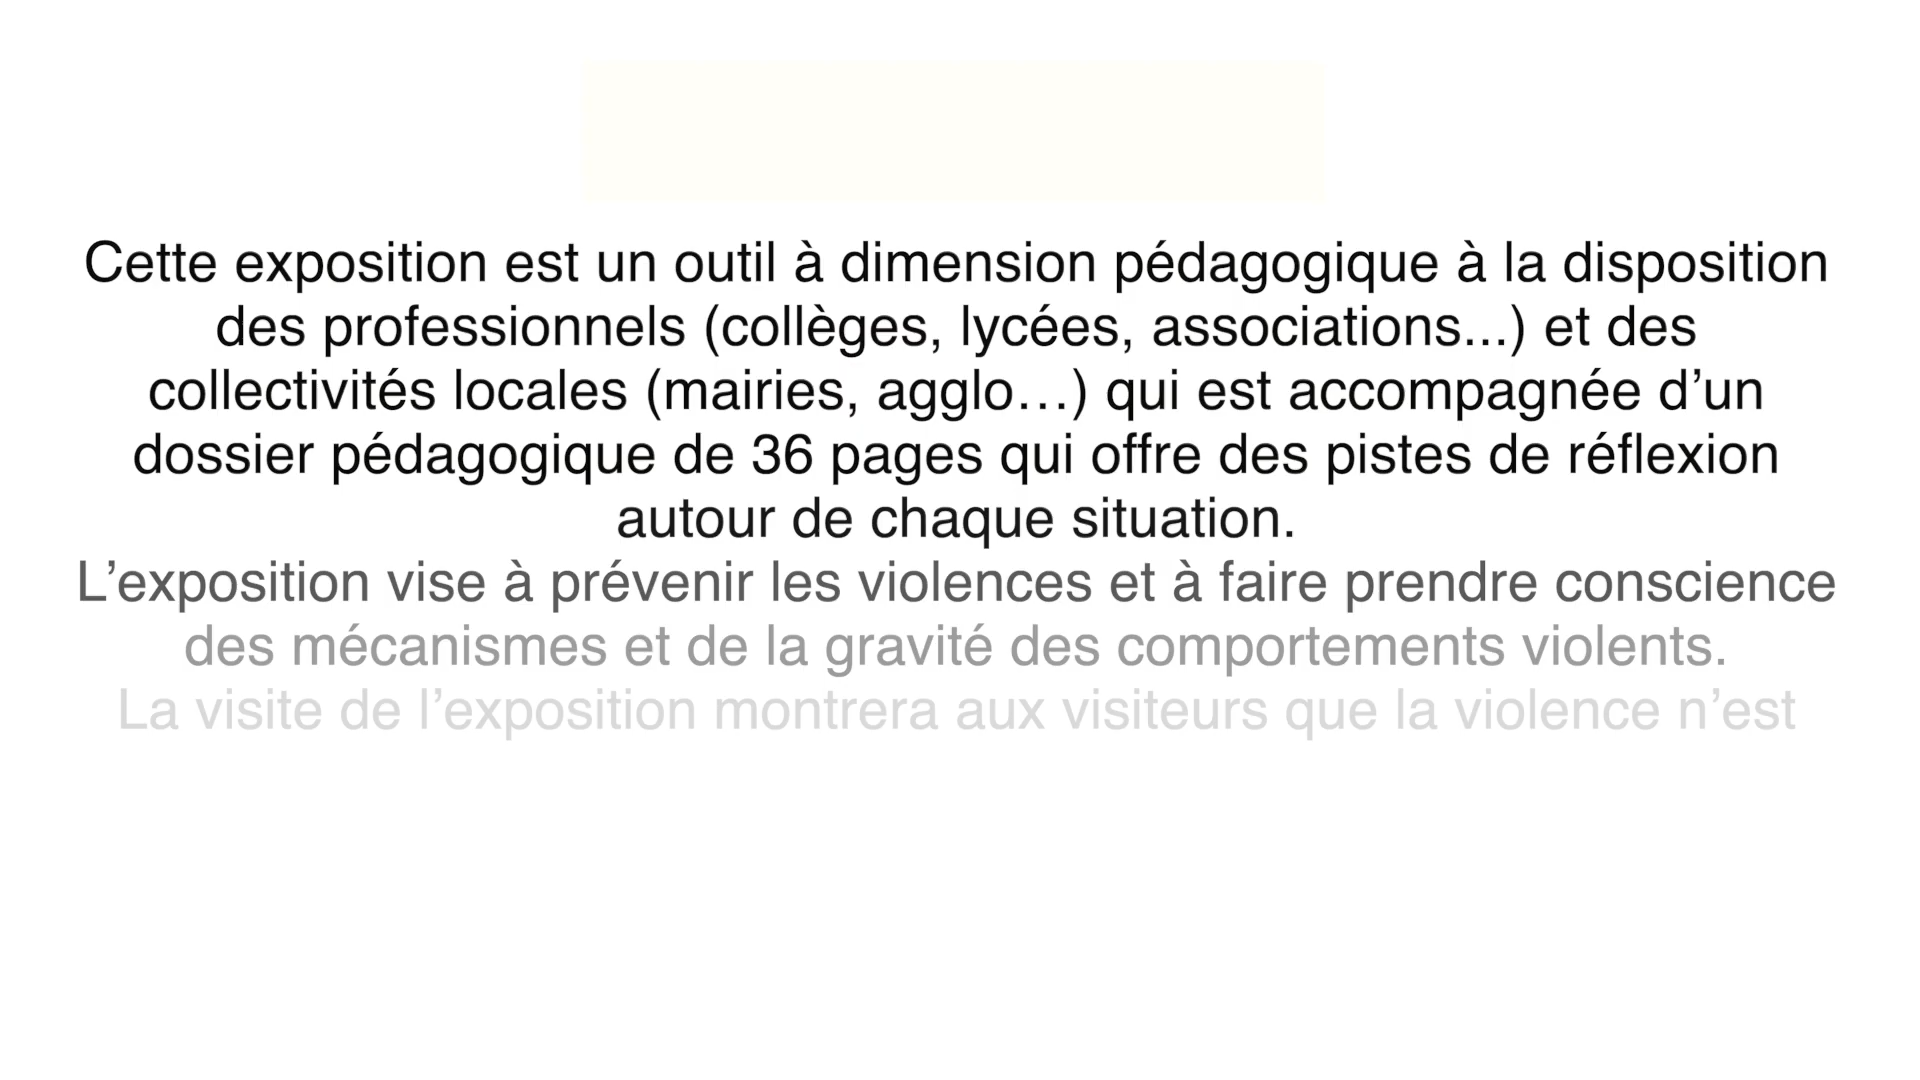 Cette exposition est un outil à dimension pédagogique à la disposition
des professionnels (collèges, lycées, associations...) et des
collectivités locales (mairies, agglo…) qui est accompagnée d’un
dossier pédagogique de 36 pages qui offre des pistes de réflexion
autour de chaque situation.
L’exposition vise à prévenir les violences et à faire prendre conscience
des mécanismes et de la gravité des comportements violents.
La visite de l’exposition montrera aux visiteurs que la violence n’est